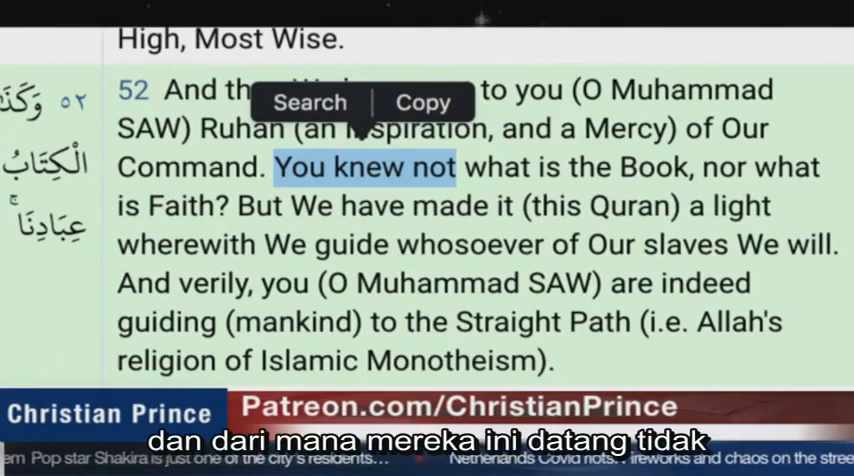 High, Most Wise.
52 And th to you (O Muhammad
SAW) Ruhan (an Inspiration, and a Mercy) of Our
Command. You knew not what is the Book, nor what
is Faith? But We have made it (this Quran) a light
wherewith We guide whosoever of Our slaves We will.
And verily, you (O Muhammad SAW) are indeed
guiding (mankind) to the Straight Path (i.e. Allah's
religion of Islamic Monotheism).
Search
Copy
٥٢
الْكِتَابُ
عِبَادِنَا ۚ
Christian Prince
Patreon.com/ChristianPrince
dan dari mana mereka ini datang tidak
Pop star Shakira is just one of the city's residents... Netherlands Covid riots. ireworks and chaos on the stree